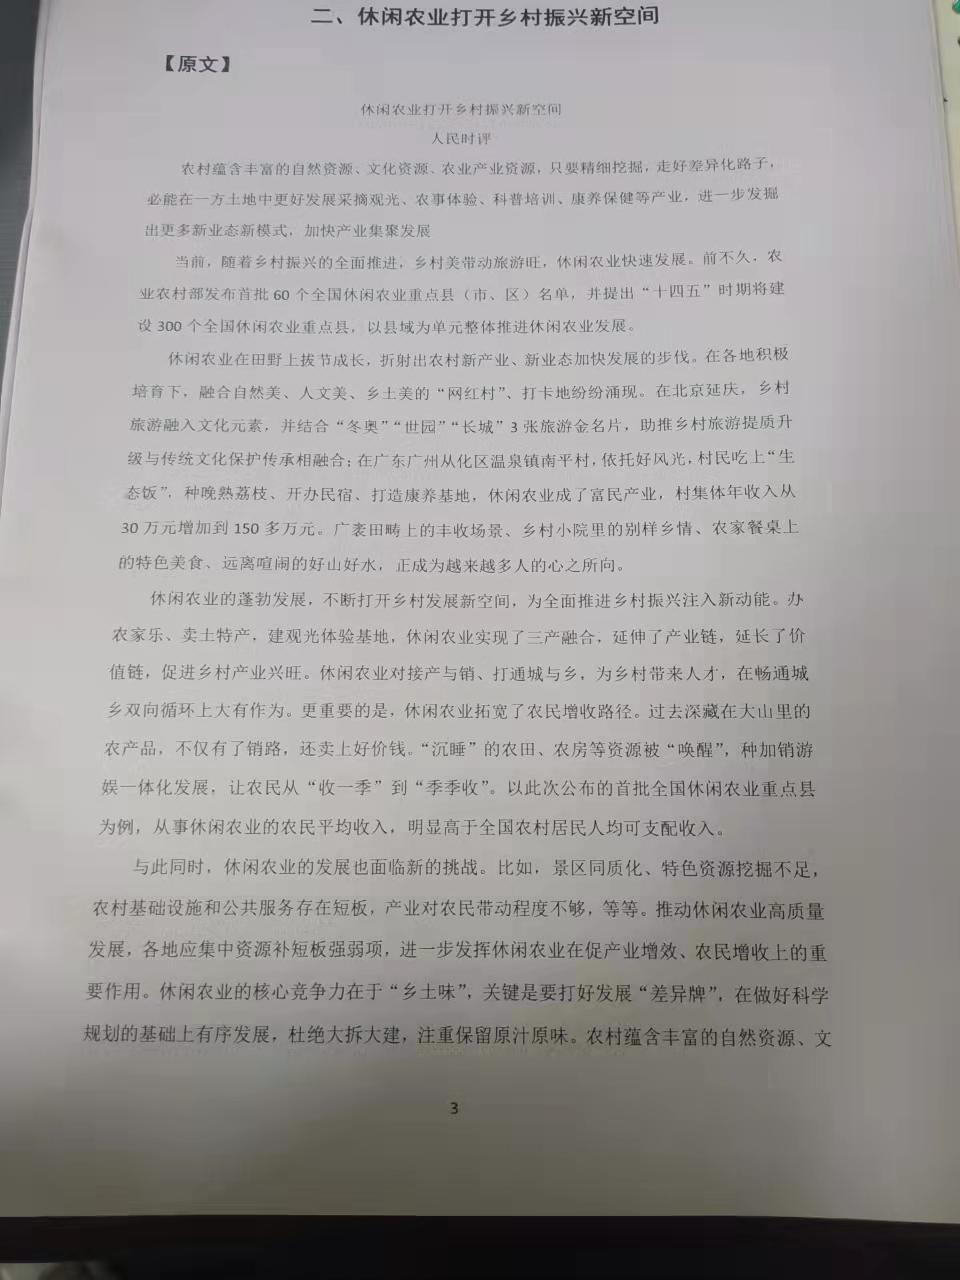 二、休闲农业打开乡村振兴新空间
【原文】
休闲农业打开乡村振兴新空间
人民时评
农村蕴含丰富的自然资源、文化资源、农业产业资源，只要精细挖掘，走好差异化路子，
必能在一方土地中更好发展采摘观光、农事体验、科普培训、康养保健等产业，进一步发掘
出更多新业态新模式，加快产业集聚发展
当前，随着乡村振兴的全面推进，乡村美带动旅游旺，休闲农业快速发展。前不久，农
业农村部发布首批 60 个全国休闲农业重点县（市、区）名单，并提出“十四五”时期将建
设 300 个全国休闲农业重点县，以县域为单元整体推进休闲农业发展。
休闲农业在田野上拔节成长，折射出农村新产业、新业态加快发展的步伐。在各地积极
培育下，融合自然美、人文美、乡土美的“网红村”、打卡地纷纷涌现。在北京延庆，乡村
旅游融入文化元素，并结合“冬奥”“世园”“长城”3 张旅游金名片，助推乡村旅游提质升
级与传统文化保护传承相融合；在广东广州从化区温泉镇南平村，依托好风光，村民吃上“生
态饭”，种晚熟荔枝、开办民宿、打造康养基地，休闲农业成了富民产业，村集体年收入从
30 万元增加到 150 多万元。广袤田畴上的丰收场景、乡村小院里的别样乡情、农家餐桌上
的特色美食、远离喧闹的好山好水，正成为越来越多人的心之所向。
休闲农业的蓬勃发展，不断打开乡村发展新空间，为全面推进乡村振兴注入新动能。办
农家乐、卖土特产，建观光体验基地，休闲农业实现了三产融合，延伸了产业链，延长了价
值链，促进乡村产业兴旺。休闲农业对接产与销、打通城与乡，为乡村带来人才，在畅通城
乡双向循环上大有作为。更重要的是，休闲农业拓宽了农民增收路径。过去深藏在大山里的
农产品，不仅有了销路，还卖上好价钱。“沉睡”的农田、农房等资源被“唤醒”，种加销游
娱一体化发展，让农民从“收一季”到“季季收”。以此次公布的首批全国休闲农业重点县
为例，从事休闲农业的农民平均收入，明显高于全国农村居民人均可支配收入。
与此同时，休闲农业的发展也面临新的挑战。比如，景区同质化、特色资源挖掘不足，
农村基础设施和公共服务存在短板，产业对农民带动程度不够，等等。推动休闲农业高质量
发展，各地应集中资源补短板强弱项，进一步发挥休闲农业在促产业增效、农民增收上的重
要作用。休闲农业的核心竞争力在于“乡土味”，关键是要打好发展“差异牌”，在做好科学
规划的基础上有序发展，杜绝大拆大建，注重保留原汁原味。农村蕴含丰富的自然资源、文
3